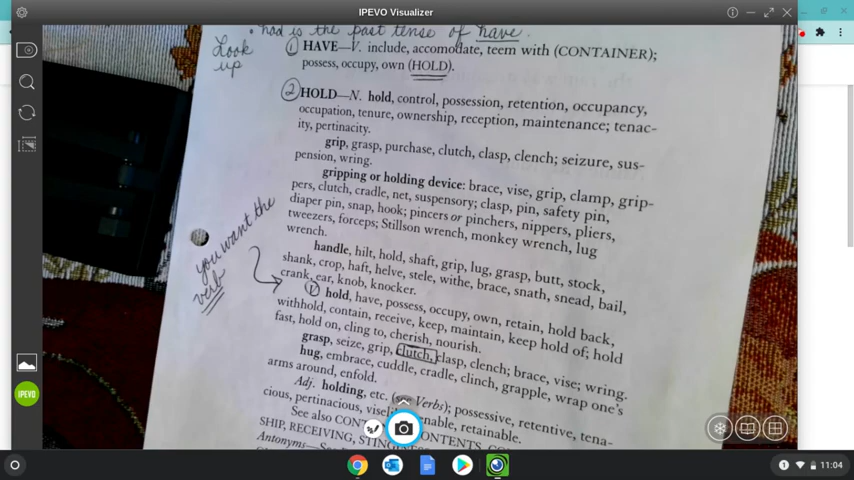 IPEVO Visualizer
• had is the past tense of have.
Look up
① HAVE—V. include, accomodate, teem with (CONTAINER);
possess, occupy, own (HOLD).
② HOLD—N. hold, control, possession, retention, occupancy,
occupation, tenure, ownership, reception, maintenance; tenac-
ity, pertinacity.
grip, grasp, purchase, clutch, clasp, clench; seizure, sus-
pension, wring.
gripping or holding device: brace, vise, grip, clamp, grip-
pers, clutch, cradle, net, suspensory; clasp, pin, safety pin,
diaper pin, snap, hook; pincers or pinchers, nippers, pliers,
tweezers, forceps; Stillson wrench, monkey wrench, lug
wrench.
handle, hilt, hold, shaft, grip, lug, grasp, butt, stock,
shank, crop, haft, helve, stele, withe, brace, snath, snead, bail,
crank, ear, knob, knocker.
you want the
verb
V hold, have, possess, occupy, own, retain, hold back,
withhold, contain, receive, keep, maintain, keep hold of; hold
fast, hold on, cling to, cherish, nourish.
grasp, seize, grip, clutch, clasp, clench; brace, vise; wring.
hug, embrace, cuddle, cradle, clinch, grapple, wrap one's
arms around, enfold.
Adj. holding, etc. (see Verbs); possessive, retentive, tena-
cious, pertinacious, viselike; tenable, retainable.
See also
SHIP, RECEIVING,
Antonyms—See
IPEVO
1
11:04